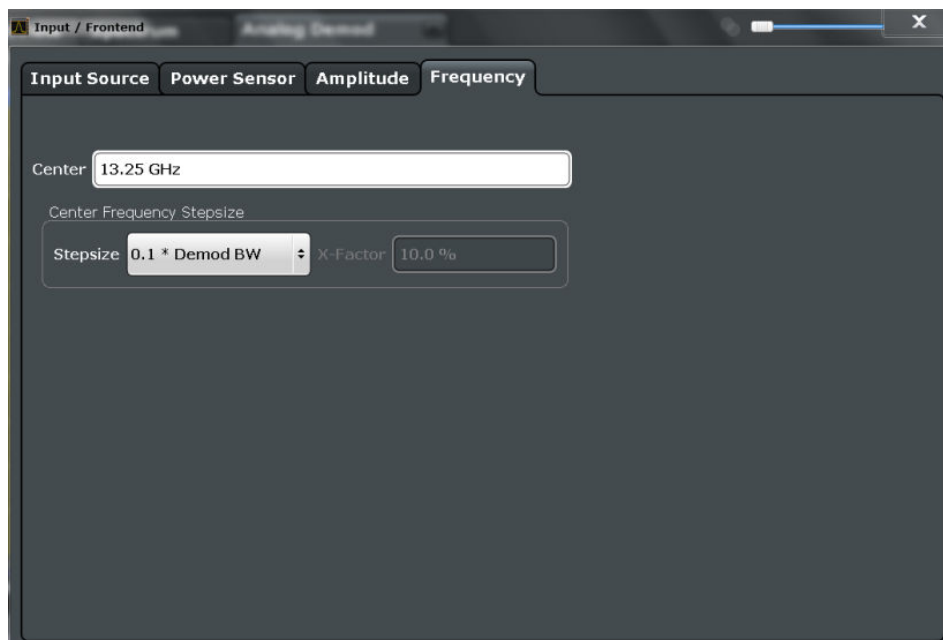 Input / Frontend
Analog Demod
X
Input Source Power Sensor Amplitude Frequency
Center 13.25 GHz
Center Frequency Stepsize
Stepsize 0.1 * Demod BW X-Factor 10.0 %